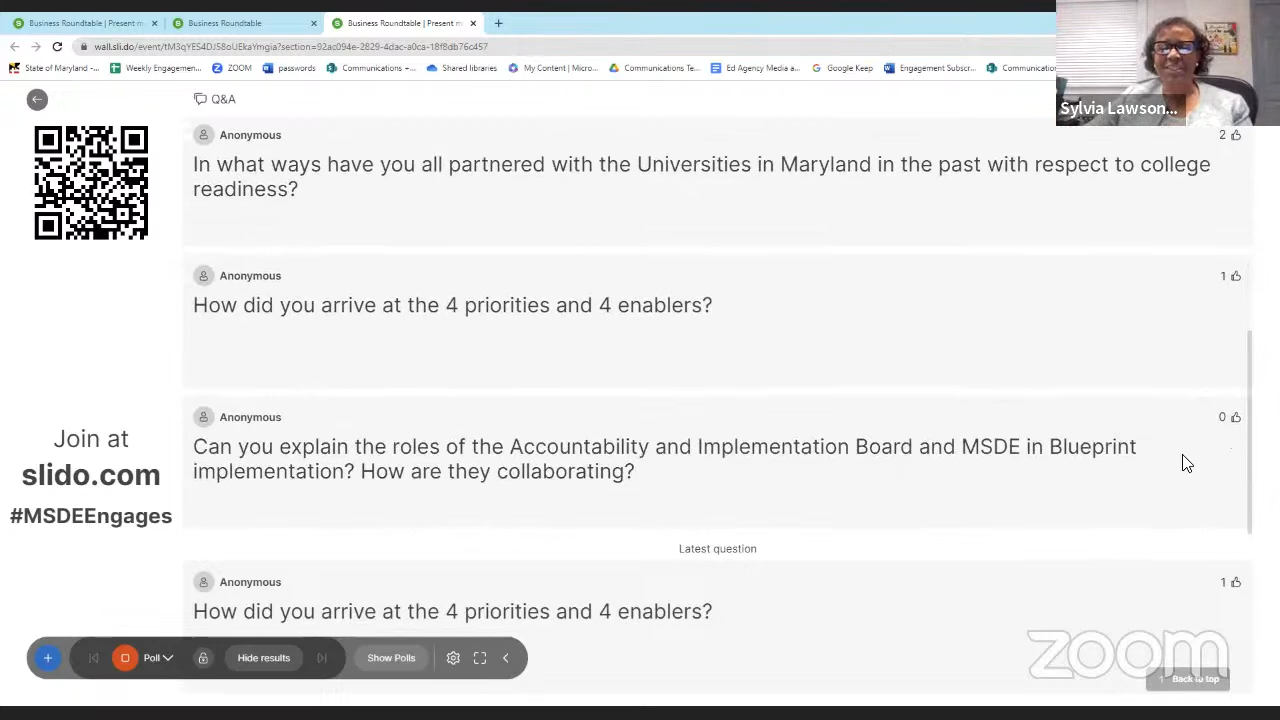 Business Roundtable | Present m
Business Roundtable
Business Roundtable | Present m
State of Maryland -...
Weekly Engagemen...
ZOOM
passwords
Shared libraries
My Content | Micro...
Communications Te...
Ed Agency Media -...
Google Keep
Engagement Subscr...
Communication
Sylvia Lawson...
Q&A
Anonymous
2
In what ways have you all partnered with the Universities in Maryland in the past with respect to college
readiness?
Anonymous
1
How did you arrive at the 4 priorities and 4 enablers?
Anonymous
0
Can you explain the roles of the Accountability and Implementation Board and MSDE in Blueprint
implementation? How are they collaborating?
Join at
slido.com
#MSDEEngages
Latest question
Anonymous
1
How did you arrive at the 4 priorities and 4 enablers?
Poll
Hide results
Show Polls
zoom
Back to top